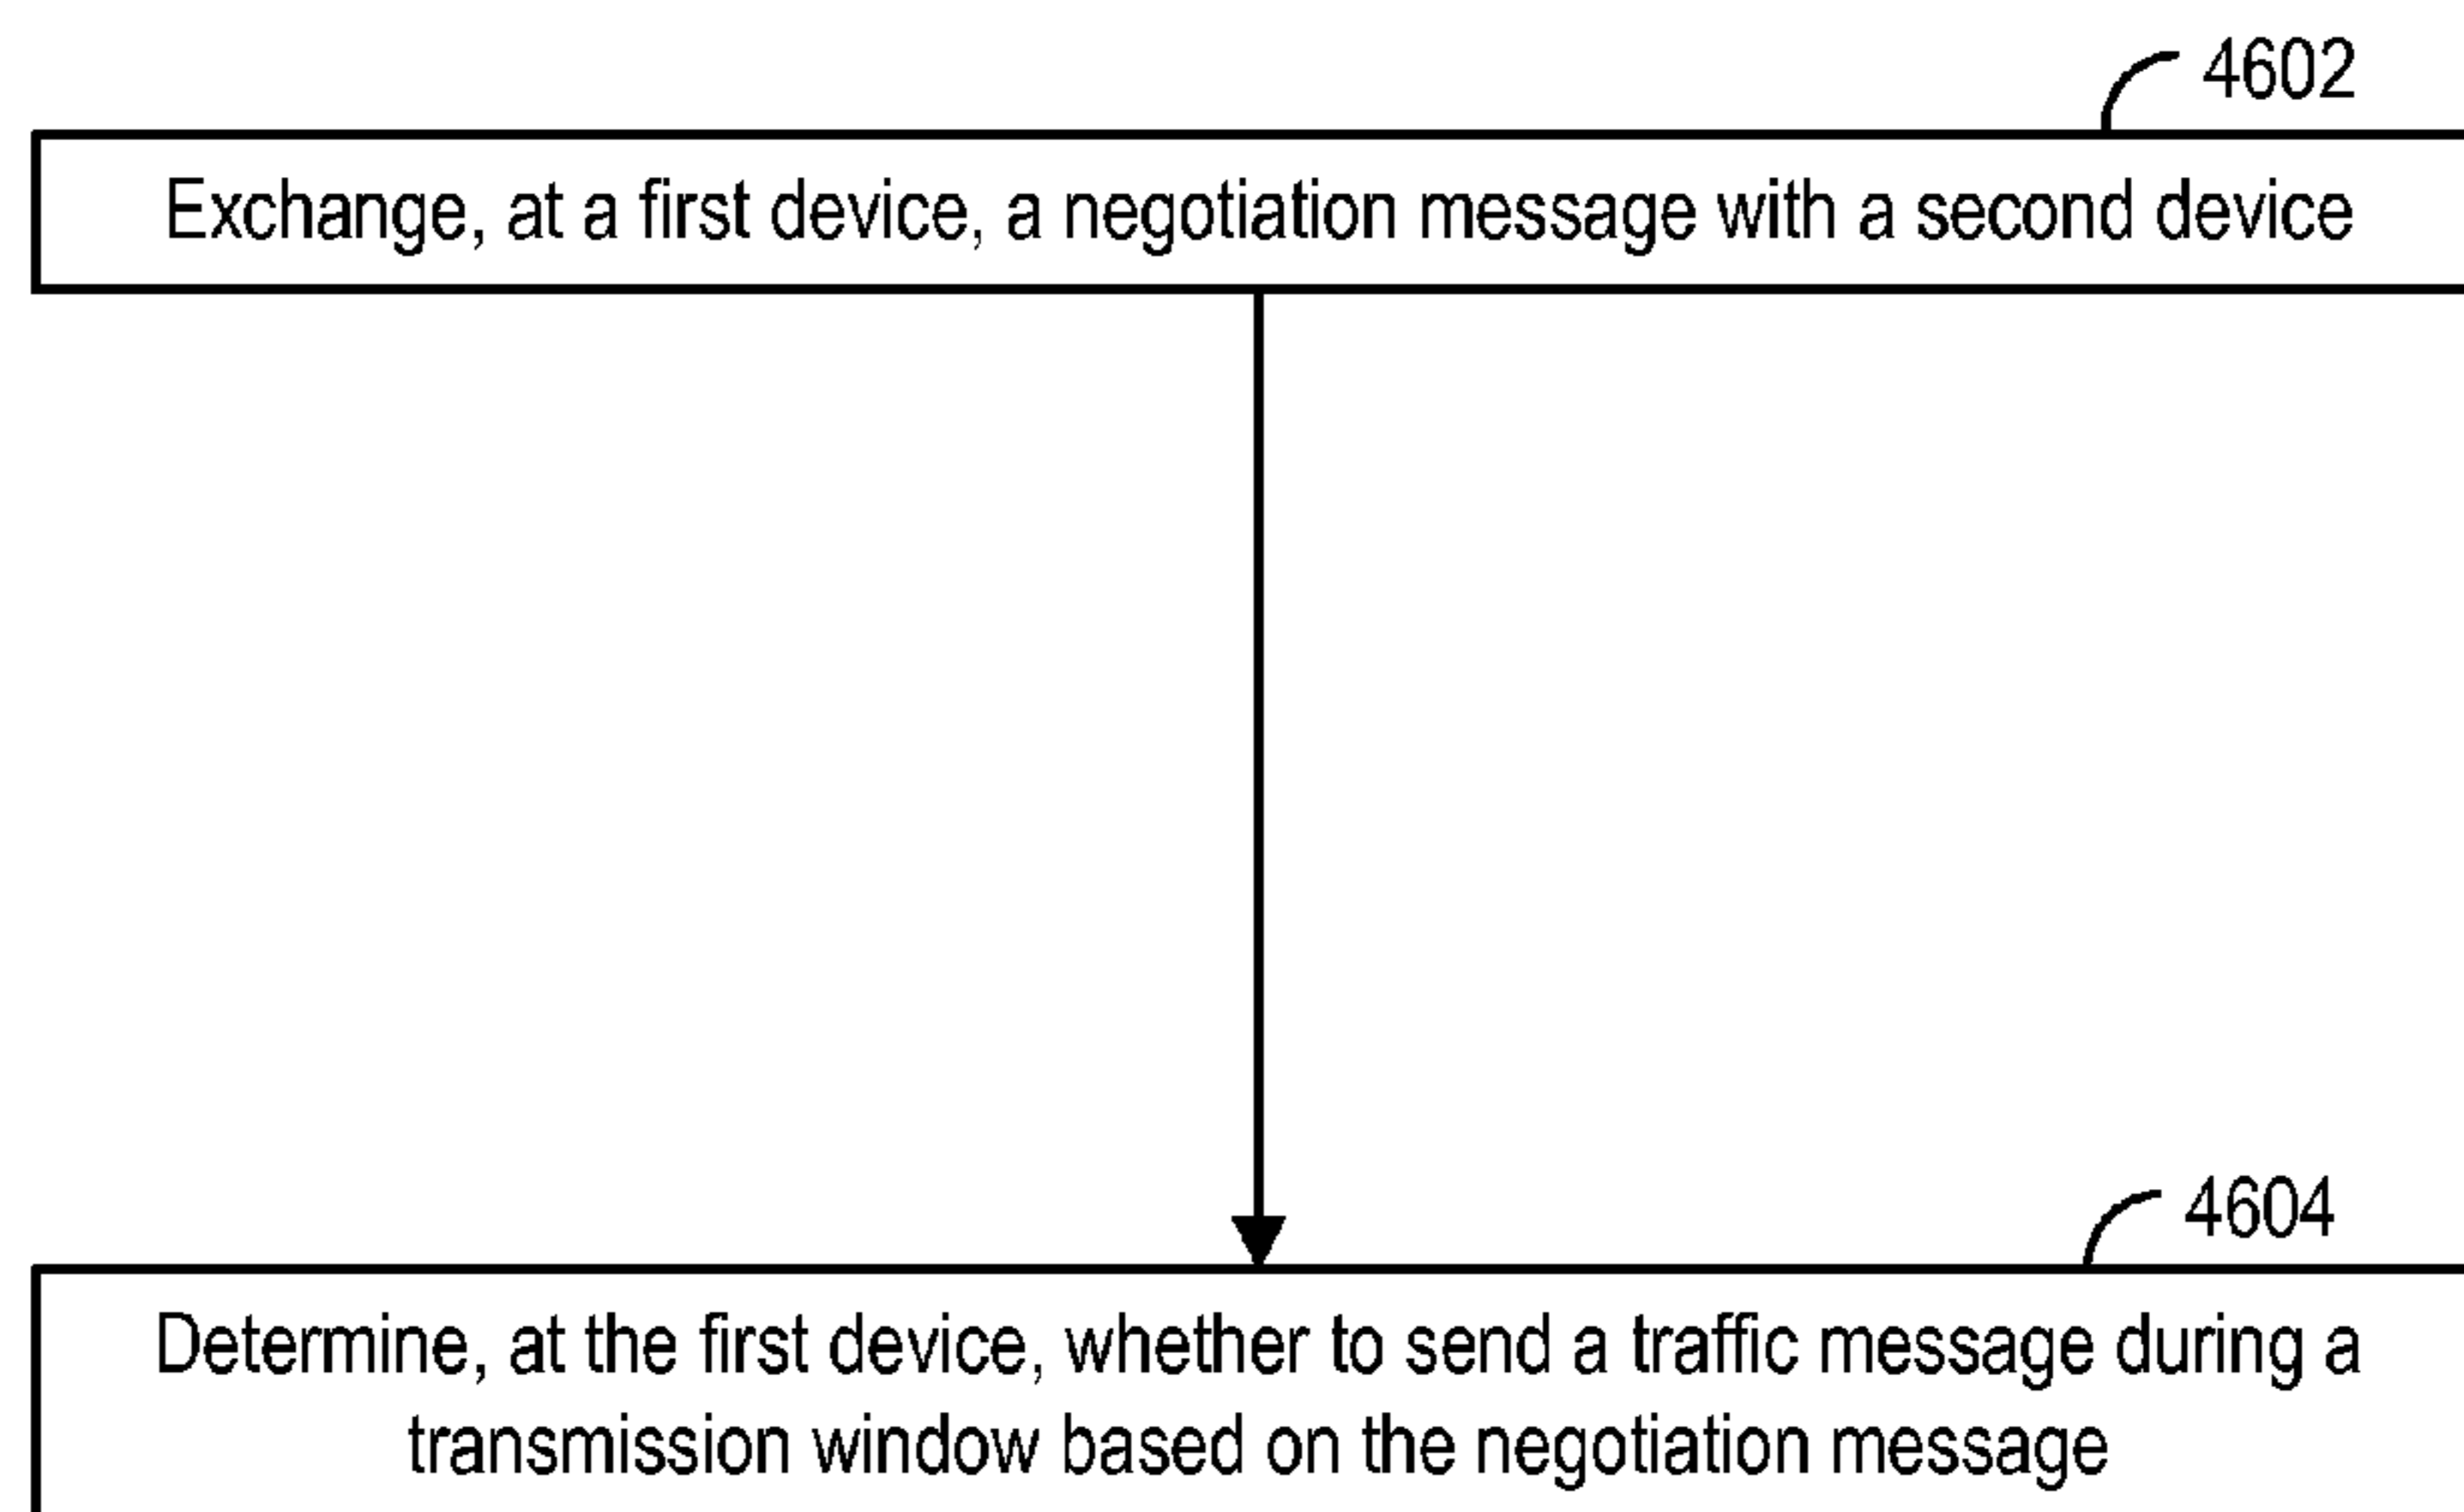 4602
Exchange, at a first device, a negotiation message with a second device
4604
Determine, at the first device, whether to send a traffic message during a
transmission window based on the negotiation message